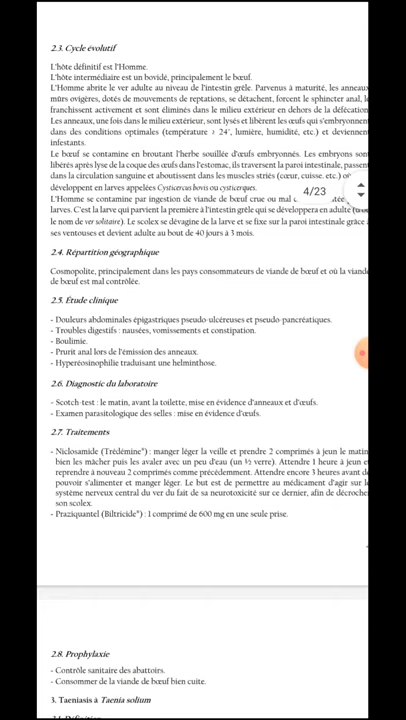 2.3. Cycle évolutif
L'hôte définitif est l'Homme.
L'hôte intermédiaire est un bovidé, principalement le bœuf.
L'Homme abrite le ver adulte au niveau de l'intestin grêle. Parvenus à maturité, les anneaux
mûrs ovigères, dotés de mouvements de reptations, se détachent, forcent le sphincter anal, le
franchissent activement et sont éliminés dans le milieu extérieur en dehors de la défécation
Les anneaux, une fois dans le milieu extérieur, sont lysés et libèrent les œufs qui s'embryonnent
dans des conditions optimales (température > 24°, lumière, humidité, etc.) et deviennent
infestants.
Le bœuf se contamine en broutant l'herbe souillée d'œufs embryonnés. Les embryons sont
libérés après lyse de la coque des œufs dans l'estomac, ils traversent la paroi intestinale, passent
dans la circulation sanguine et aboutissent dans les muscles striés (cœur, cuisse. etc.) où
développent en larves appelées Cysticercus bovis ou cysticerques.
4/23
L'Homme se contamine par ingestion de viande de bœuf crue ou mal
larves. C'est la larve qui parvient la première à l'intestin grêle qui se développera en adulte (d'où
le nom de ver solitaire). Le scolex se dévagine de la larve et se fixe sur la paroi intestinale grâce à
ses ventouses et devient adulte au bout de 40 jours à 3 mois.
2.4. Répartition géographique
Cosmopolite, principalement dans les pays consommateurs de viande de bœuf et où la viande
de bœuf est mal contrôlée.
2.5. Etude clinique
- Douleurs abdominales épigastriques pseudo-ulcéreuses et pseudo-pancréatiques.
- Troubles digestifs : nausées, vomissements et constipation.
- Boulimie.
- Prurit anal lors de l'émission des anneaux.
- Hyperéosinophilie traduisant une helminthose.
2.6. Diagnostic du laboratoire
- Scotch-test : le matin, avant la toilette, mise en évidence d'anneaux et d'œufs.
- Examen parasitologique des selles : mise en évidence d'œufs.
2.7. Traitements
- Niclosamide (Trédémine®) : manger léger la veille et prendre 2 comprimés à jeun le matin
bien les mâcher puis les avaler avec un peu d'eau (un ½ verre). Attendre 1 heure à jeun et
reprendre à nouveau 2 comprimés comme précédemment. Attendre encore 3 heures avant de
pouvoir s'alimenter et manger léger. Le but est de permettre au médicament d'agir sur le
système nerveux central du ver du fait de sa neurotoxicité sur ce dernier, afin de décrocher
son scolex.
- Praziquantel (Biltricide®) : 1 comprimé de 600 mg en une seule prise.
2.8. Prophylaxie
- Contrôle sanitaire des abattoirs.
- Consommer de la viande de bœuf bien cuite.
3. Taeniasis à Taenia solium